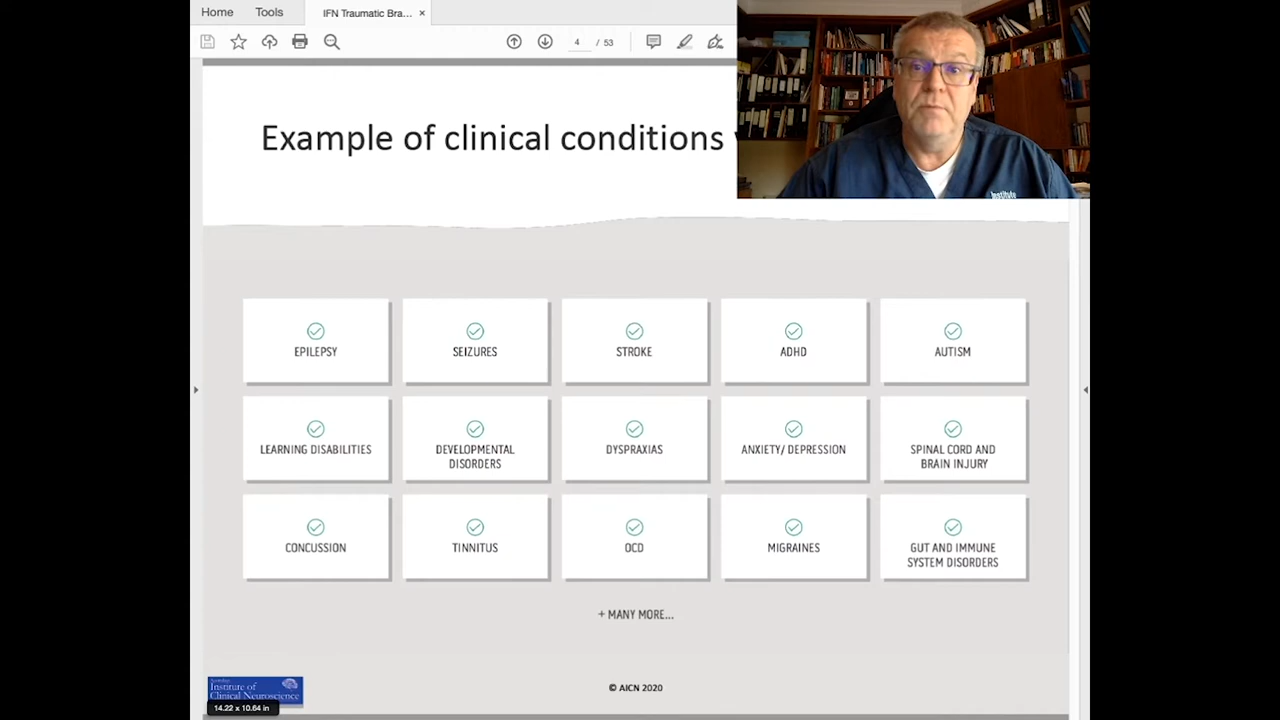 Home Tools IFN Traumatic Bra... ×
4 / 53
Example of clinical conditions
Institute
EPILEPSY
SEIZURES
STROKE
ADHD
AUTISM
LEARNING DISABILITIES
DEVELOPMENTAL
DISORDERS
DYSPRAXIAS
ANXIETY/ DEPRESSION
SPINAL CORD AND
BRAIN INJURY
CONCUSSION
TINNITUS
OCD
MIGRAINES
GUT AND IMMUNE
SYSTEM DISORDERS
+ MANY MORE...
Institute of
Clinical Neuroscience
14.22 x 10.64 in
© AICN 2020